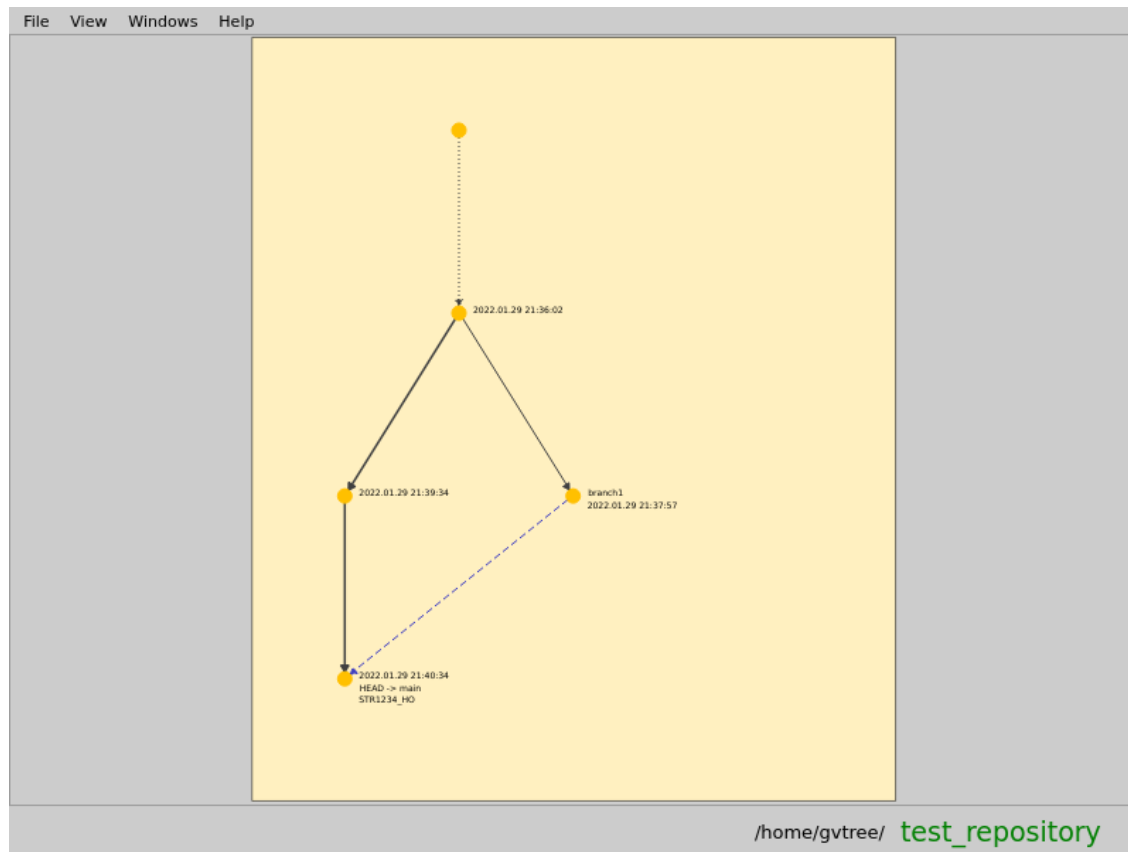 File View Windows Help
2022.01.29 21:36:02
2022.01.29 21:39:34
branch1
2022.01.29 21:37:57
2022.01.29 21:40:34
HEAD -> main
STR1234_HO
/home/gvtree/ test_repository